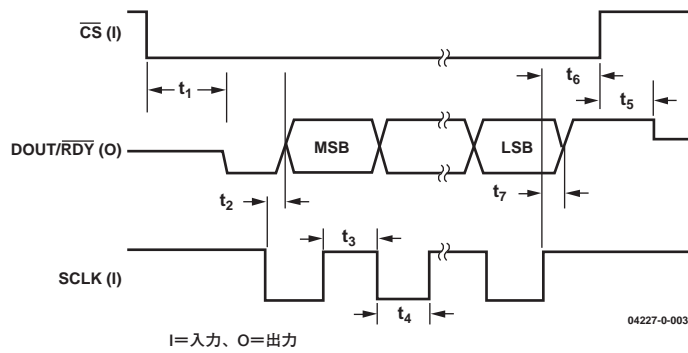 CS (I)
t1
t6
t5
DOUT/RDY (O)
MSB
LSB
t2
t7
t3
SCLK (I)
t4
04227-0-003
I＝入力、O＝出力